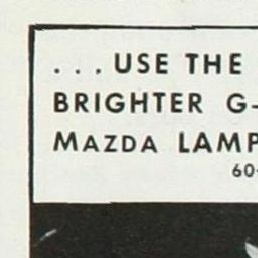 ... USE THE
BRIGHTER G-
MAZDA LAMP
60-